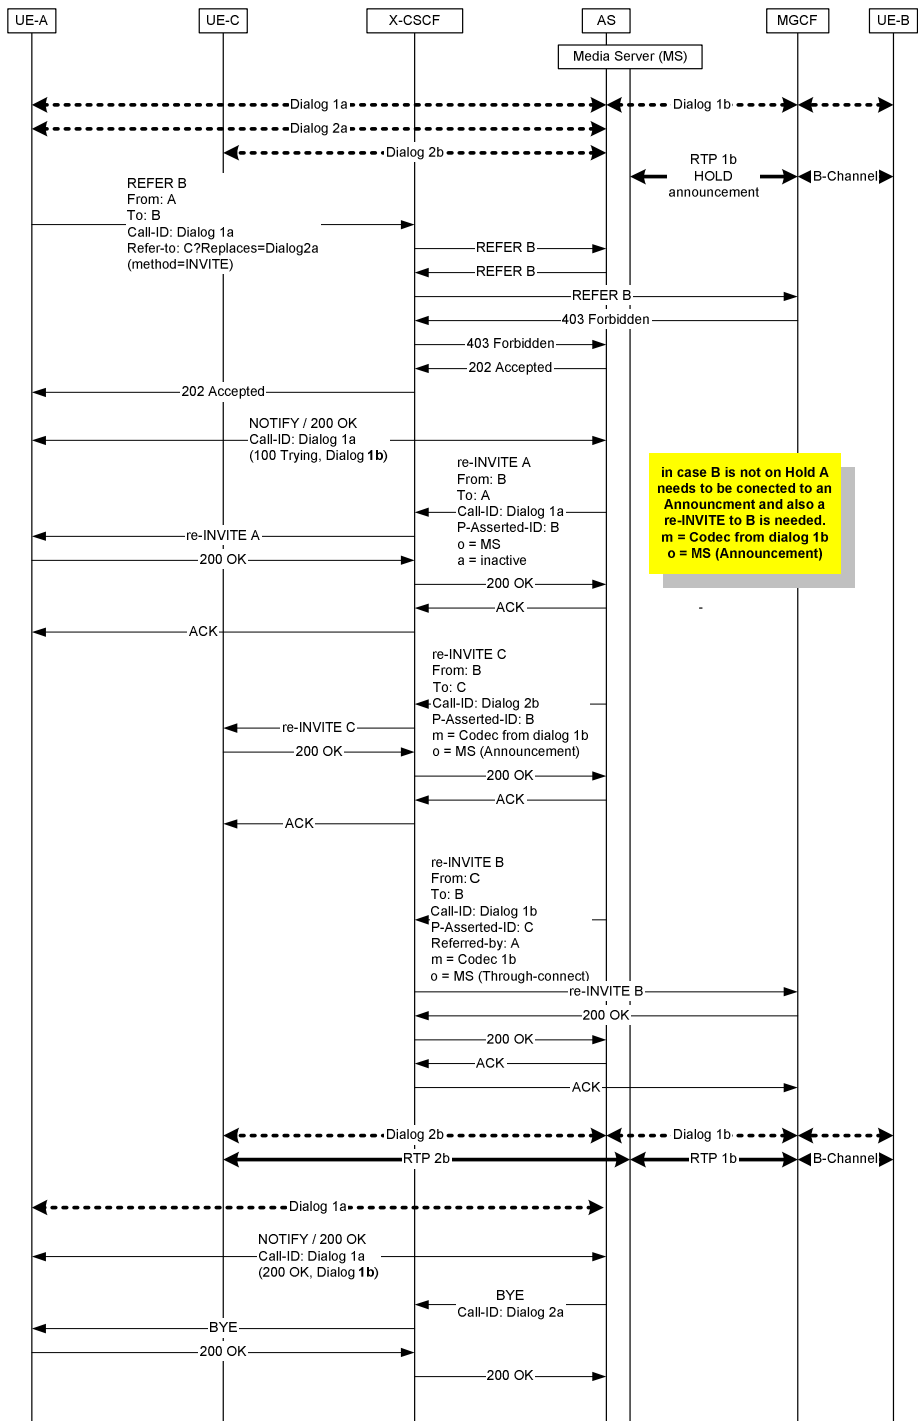 UE-A
UE-C
X-CSCF
AS
MGCF
UE-B
Media Server (MS)
Dialog 1a
Dialog 1b
Dialog 2a
Dialog 2b
RTP 1b
HOLD
announcement
B-Channel
REFER B
From: A
To: B
Call-ID: Dialog 1a
Refer-to: C?Replaces=Dialog2a
(method=INVITE)
REFER B
REFER B
REFER B
403 Forbidden
403 Forbidden
202 Accepted
202 Accepted
NOTIFY / 200 OK
Call-ID: Dialog 1a
(100 Trying, Dialog 1b)
re-INVITE A
From: B
To: A
Call-ID: Dialog 1a
P-Asserted-ID: B
o = MS
a = inactive
in case B is not on Hold A
needs to be conected to an
Announcment and also a
re-INVITE to B is needed.
m = Codec from dialog 1b
o = MS (Announcement)
re-INVITE A
200 OK
200 OK
ACK
-
ACK
re-INVITE C
From: B
To: C
Call-ID: Dialog 2b
P-Asserted-ID: B
m = Codec from dialog 1b
o = MS (Announcement)
re-INVITE C
200 OK
200 OK
ACK
ACK
re-INVITE B
From: C
To: B
Call-ID: Dialog 1b
P-Asserted-ID: C
Referred-by: A
m = Codec 1b
o = MS (Through-connect)
re-INVITE B
200 OK
200 OK
ACK
ACK
Dialog 2b
Dialog 1b
RTP 2b
RTP 1b
B-Channel
Dialog 1a
NOTIFY / 200 OK
Call-ID: Dialog 1a
(200 OK, Dialog 1b)
BYE
Call-ID: Dialog 2a
BYE
200 OK
200 OK